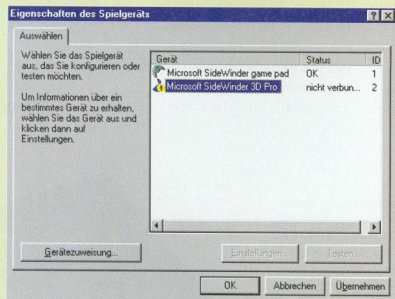 Eigenschaften des Spielgeräts
Auswählen
Wählen Sie das Spielgerät
aus, das Sie konfigurieren oder
testen möchten.
Um Informationen über ein
bestimmtes Gerät zu erhalten,
wählen Sie das Gerät aus und
klicken dann auf
Einstellungen.
Gerät Status ID
Microsoft SideWinder game pad OK 1
Microsoft SideWinder 3D Pro nicht verbun... 2
Gerätezuweisung... Einstellungen... Testen...
OK Abbrechen Übernehmen